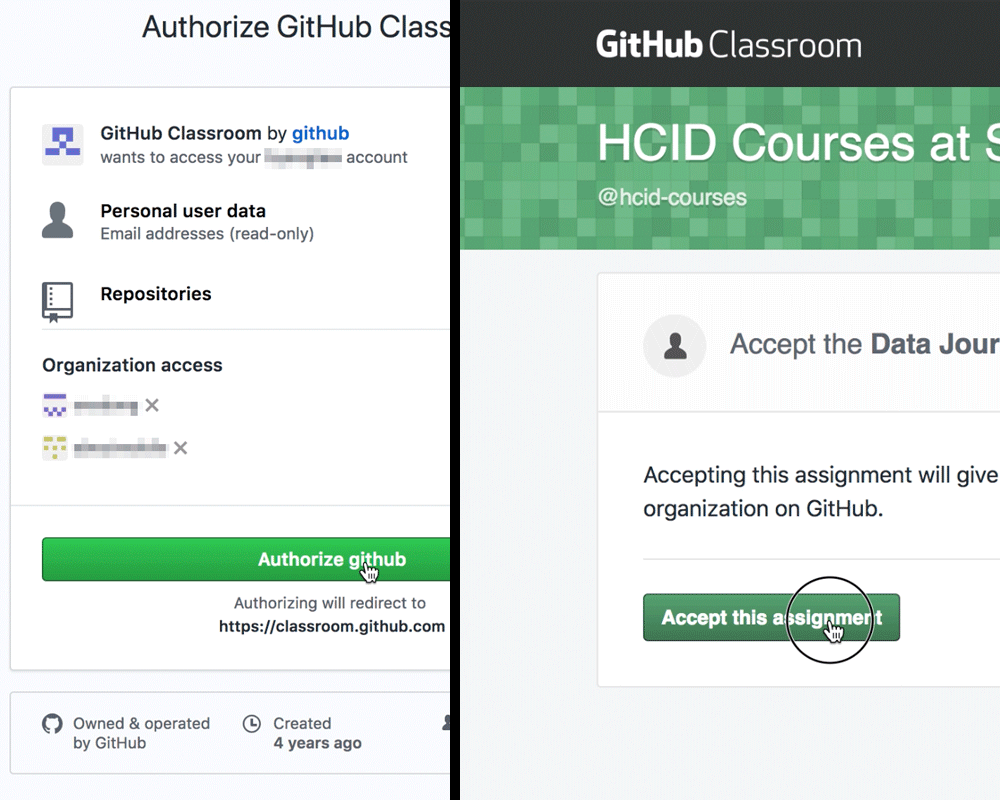 Authorize GitHub Class
GitHub Classroom by github
wants to access your account
Personal user data
Email addresses (read-only)
Repositories
Organization access
Authorize github
Authorizing will redirect to
https://classroom.github.com
Owned & operated
by GitHub
Created
4 years ago
GitHub Classroom
HCID Courses at S
@hcid-courses
Accept the Data Jour
Accepting this assignment will give
organization on GitHub.
Accept this assignment